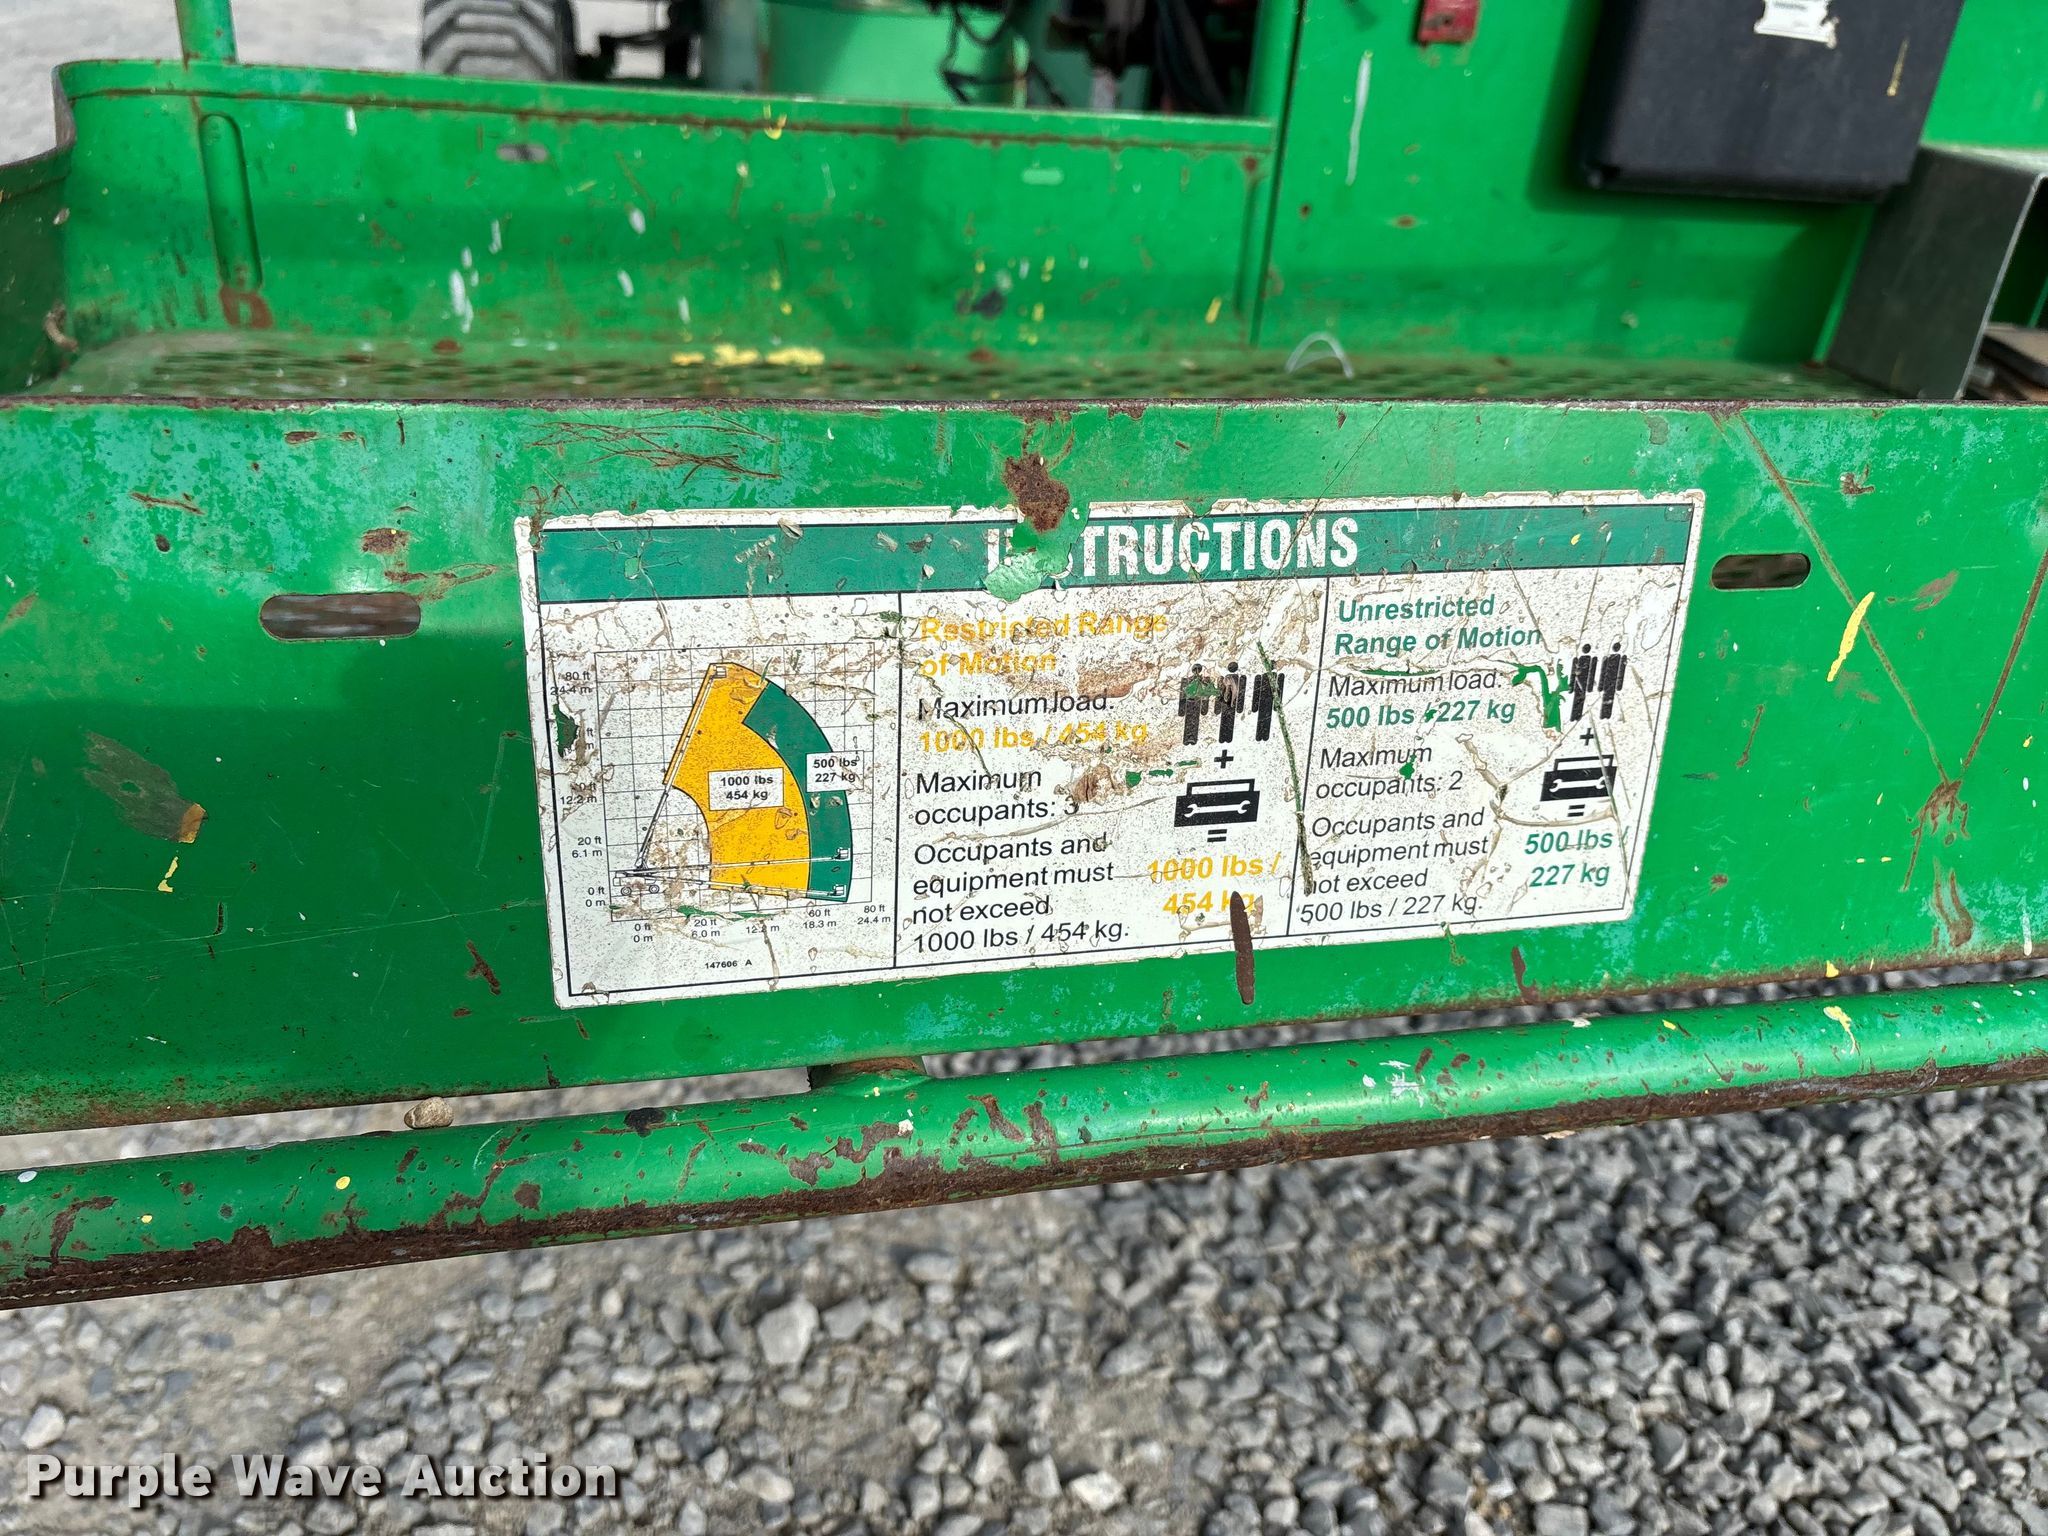 INSTRUCTIONS
80 ft
24.4 m
12.2 m
20 ft
6.1 m
0 ft
0 m
0 ft
0 m
20 ft
6.0 m
12.2 m
60 ft
18.3 m
80 ft
24.4 m
1000 lbs
454 kg
500 lbs
227 kg
147606 A
Restricted Range
of Motion
Maximum load:
1000 lbs / 454 kg
Maximum
occupants: 3
Occupants and
equipment must
not exceed
1000 lbs / 454 kg.
+
=
1000 lbs /
454 kg
Unrestricted
Range of Motion
Maximum load:
500 lbs / 227 kg
Maximum
occupants: 2
Occupants and
equipment must
not exceed
500 lbs / 227 kg.
+
=
500 lbs /
227 kg
Purple Wave Auction